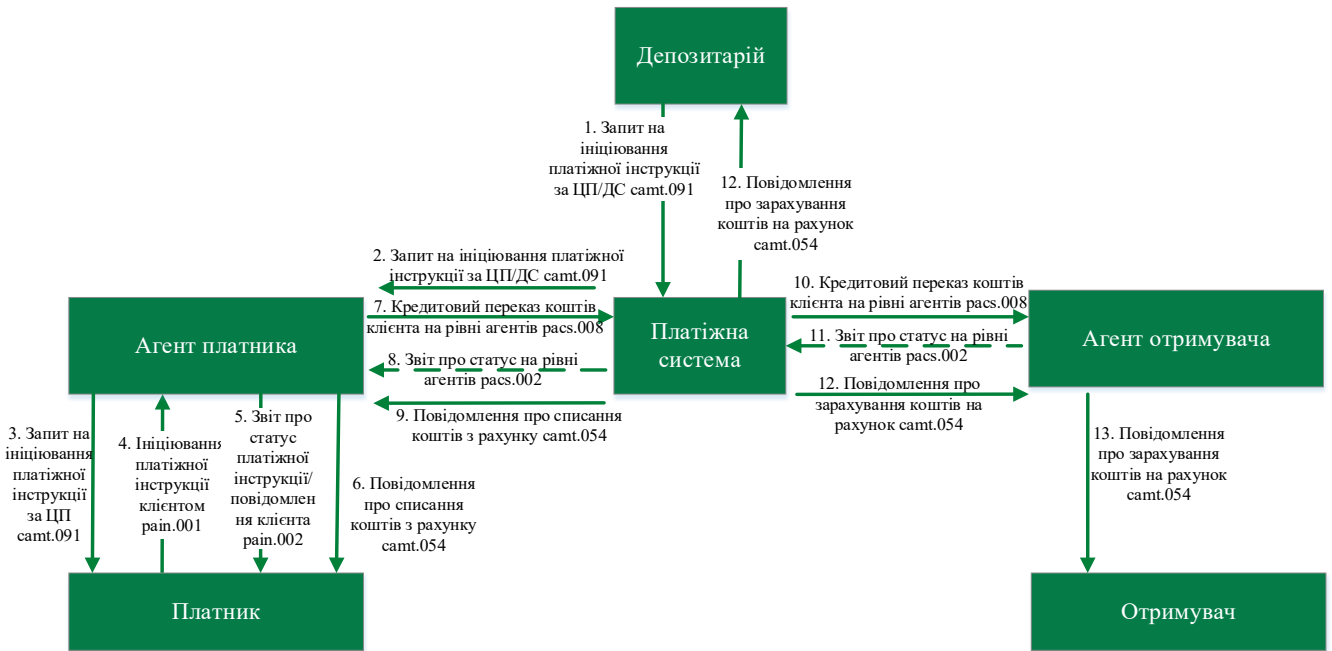 Депозитарій
1. Запит на
ініціювання
платіжної інструкції
за ЦП/ДС camt.091
12. Повідомлення
про зарахування
коштів на рахунок
camt.054
2. Запит на ініціювання платіжної
інструкції за ЦП/ДС camt.091
Агент платника
7. Кредитовий переказ коштів
клієнта на рівні агентів pacs.008
8. Звіт про статус на рівні
агентів pacs.002
9. Повідомлення про списання
коштів з рахунку camt.054
Платіжна
система
10. Кредитовий переказ коштів
клієнта на рівні агентів pacs.008
11. Звіт про статус на рівні
агентів pacs.002
12. Повідомлення про
зарахування коштів на
рахунок camt.054
Агент отримувача
3. Запит на
ініціювання
платіжної
інструкції
за ЦП
camt.091
4. Ініціювання
платіжної
інструкції
клієнтом
pain.001
5. Звіт про
статус
платіжної
інструкції/
повідомлен
ня клієнта
pain.002
6. Повідомлення
про списання
коштів з рахунку
camt.054
13. Повідомлення
про зарахування
коштів на рахунок
camt.054
Платник
Отримувач